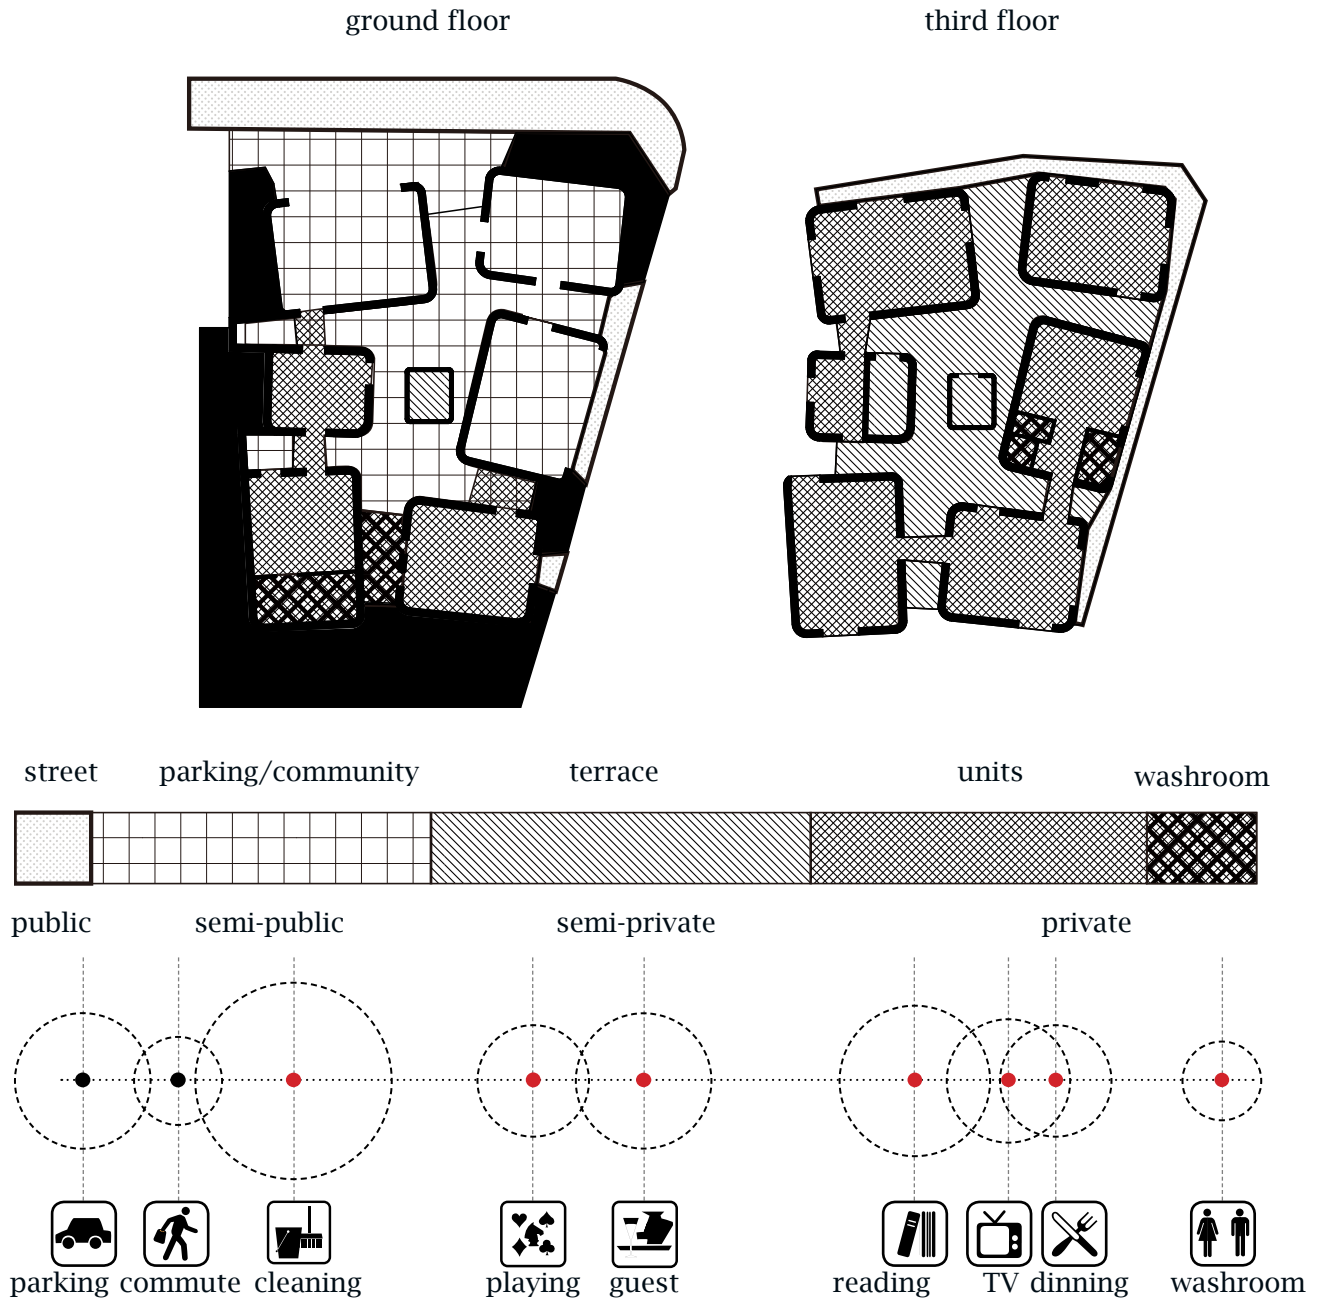 ground floor
third floor
street
parking/community
terrace
units
washroom
public
semi-public
semi-private
private
parking
commute
cleaning
playing
guest
reading
TV
dinning
washroom